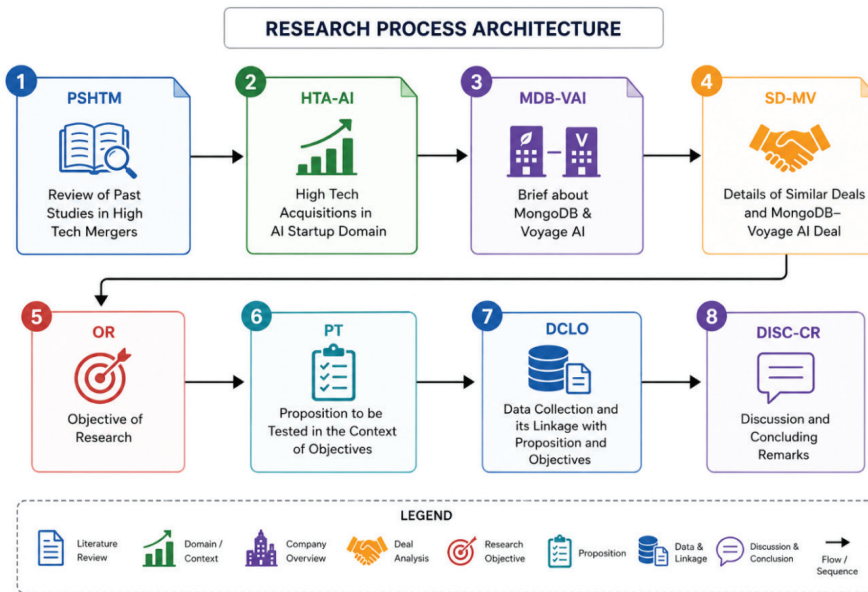 RESEARCH PROCESS ARCHITECTURE
1
PSHTM
Review of Past
Studies in High
Tech Mergers
2
HTA-AI
High Tech
Acquisitions in
AI Startup Domain
3
MDB-VAI
V
Brief about
MongoDB &
Voyage AI
4
SD-MV
Details of Similar Deals
and MongoDB–
Voyage AI Deal
5
OR
Objective of
Research
6
PT
Proposition to be
Tested in the Context
of Objectives
7
DCLO
Data Collection and
its Linkage with
Proposition and
Objectives
8
DISC-CR
Discussion and
Concluding
Remarks
LEGEND
Literature
Review
Domain /
Context
Company
Overview
Deal
Analysis
Research
Objective
Proposition
Data &
Linkage
Discussion &
Conclusion
Flow /
Sequence